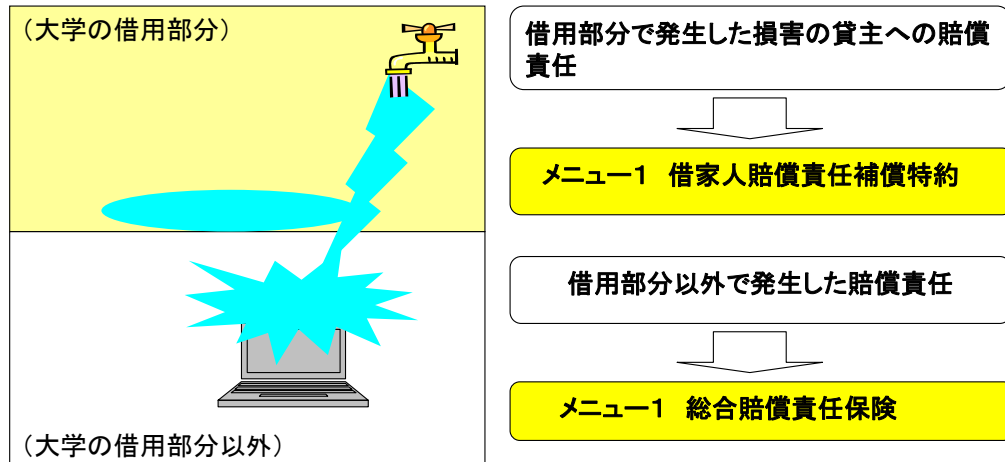 (大学の借用部分)
(大学の借用部分以外)
借用部分で発生した損害の貸主への賠償
責任
メニュー1 借家人賠償責任補償特約
借用部分以外で発生した賠償責任
メニュー1 総合賠償責任保険